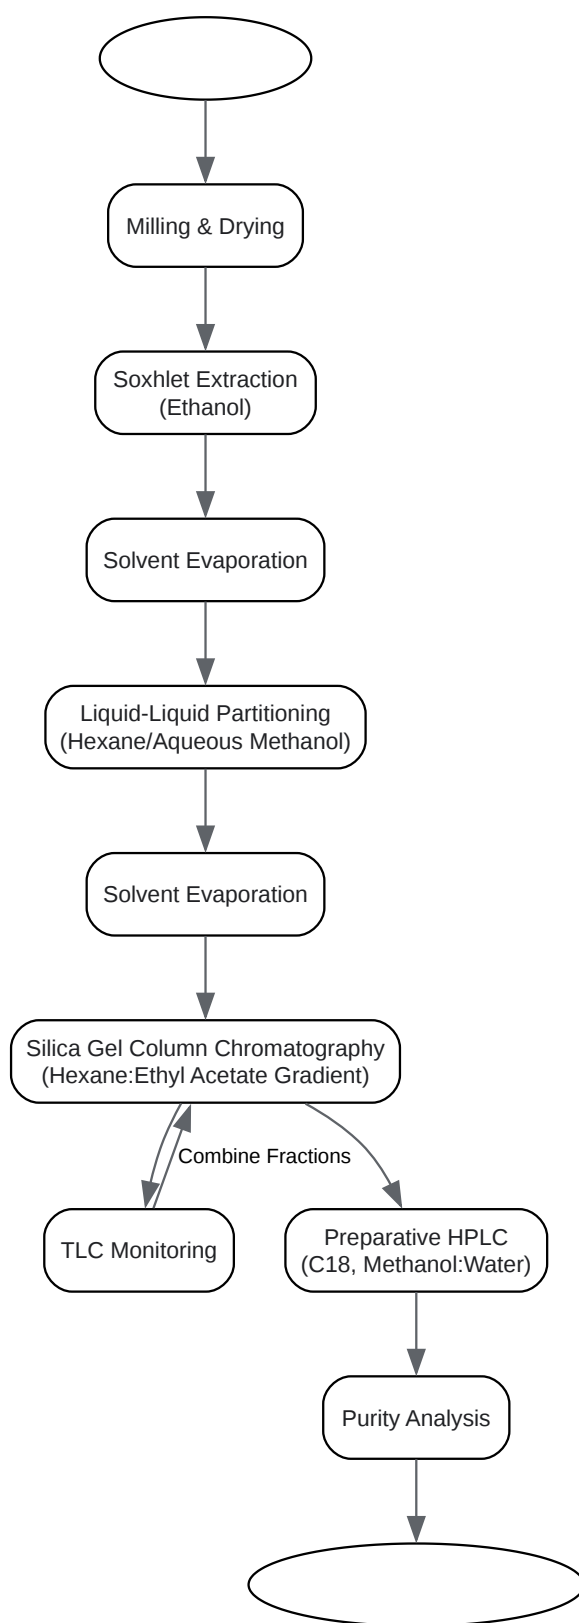 Milling & Drying
Soxhlet Extraction
(Ethanol)
Solvent Evaporation
Liquid-Liquid Partitioning
(Hexane/Aqueous Methanol)
Solvent Evaporation
Silica Gel Column Chromatography
(Hexane:Ethyl Acetate Gradient)
Combine Fractions
TLC Monitoring
Preparative HPLC
(C18, Methanol:Water)
Purity Analysis